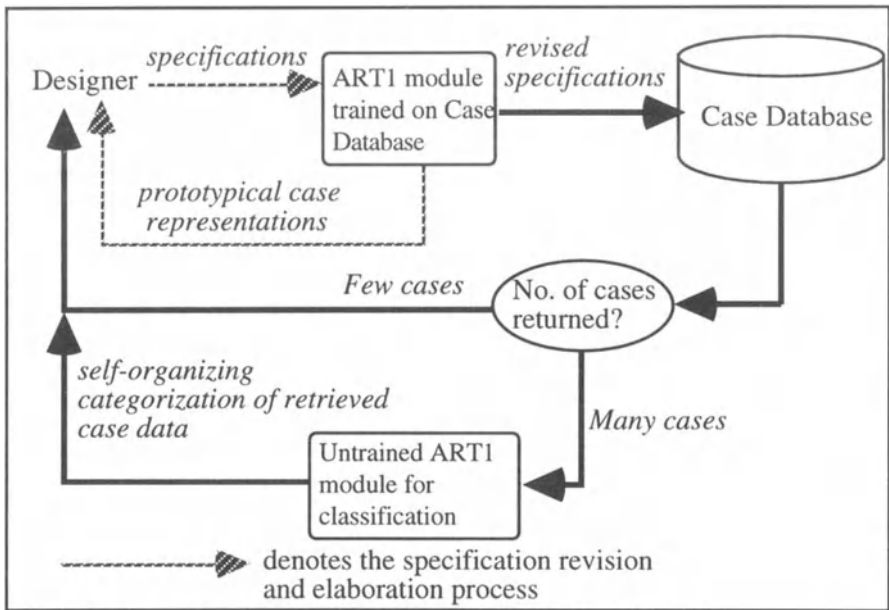 specifications
Designer
ART1 module
trained on Case
Database
revised
specifications
Case Database
prototypical case
representations
Few cases
No. of cases
returned?
self-organizing
categorization of retrieved
case data
Many cases
Untrained ART1
module for
classification
denotes the specification revision
and elaboration process